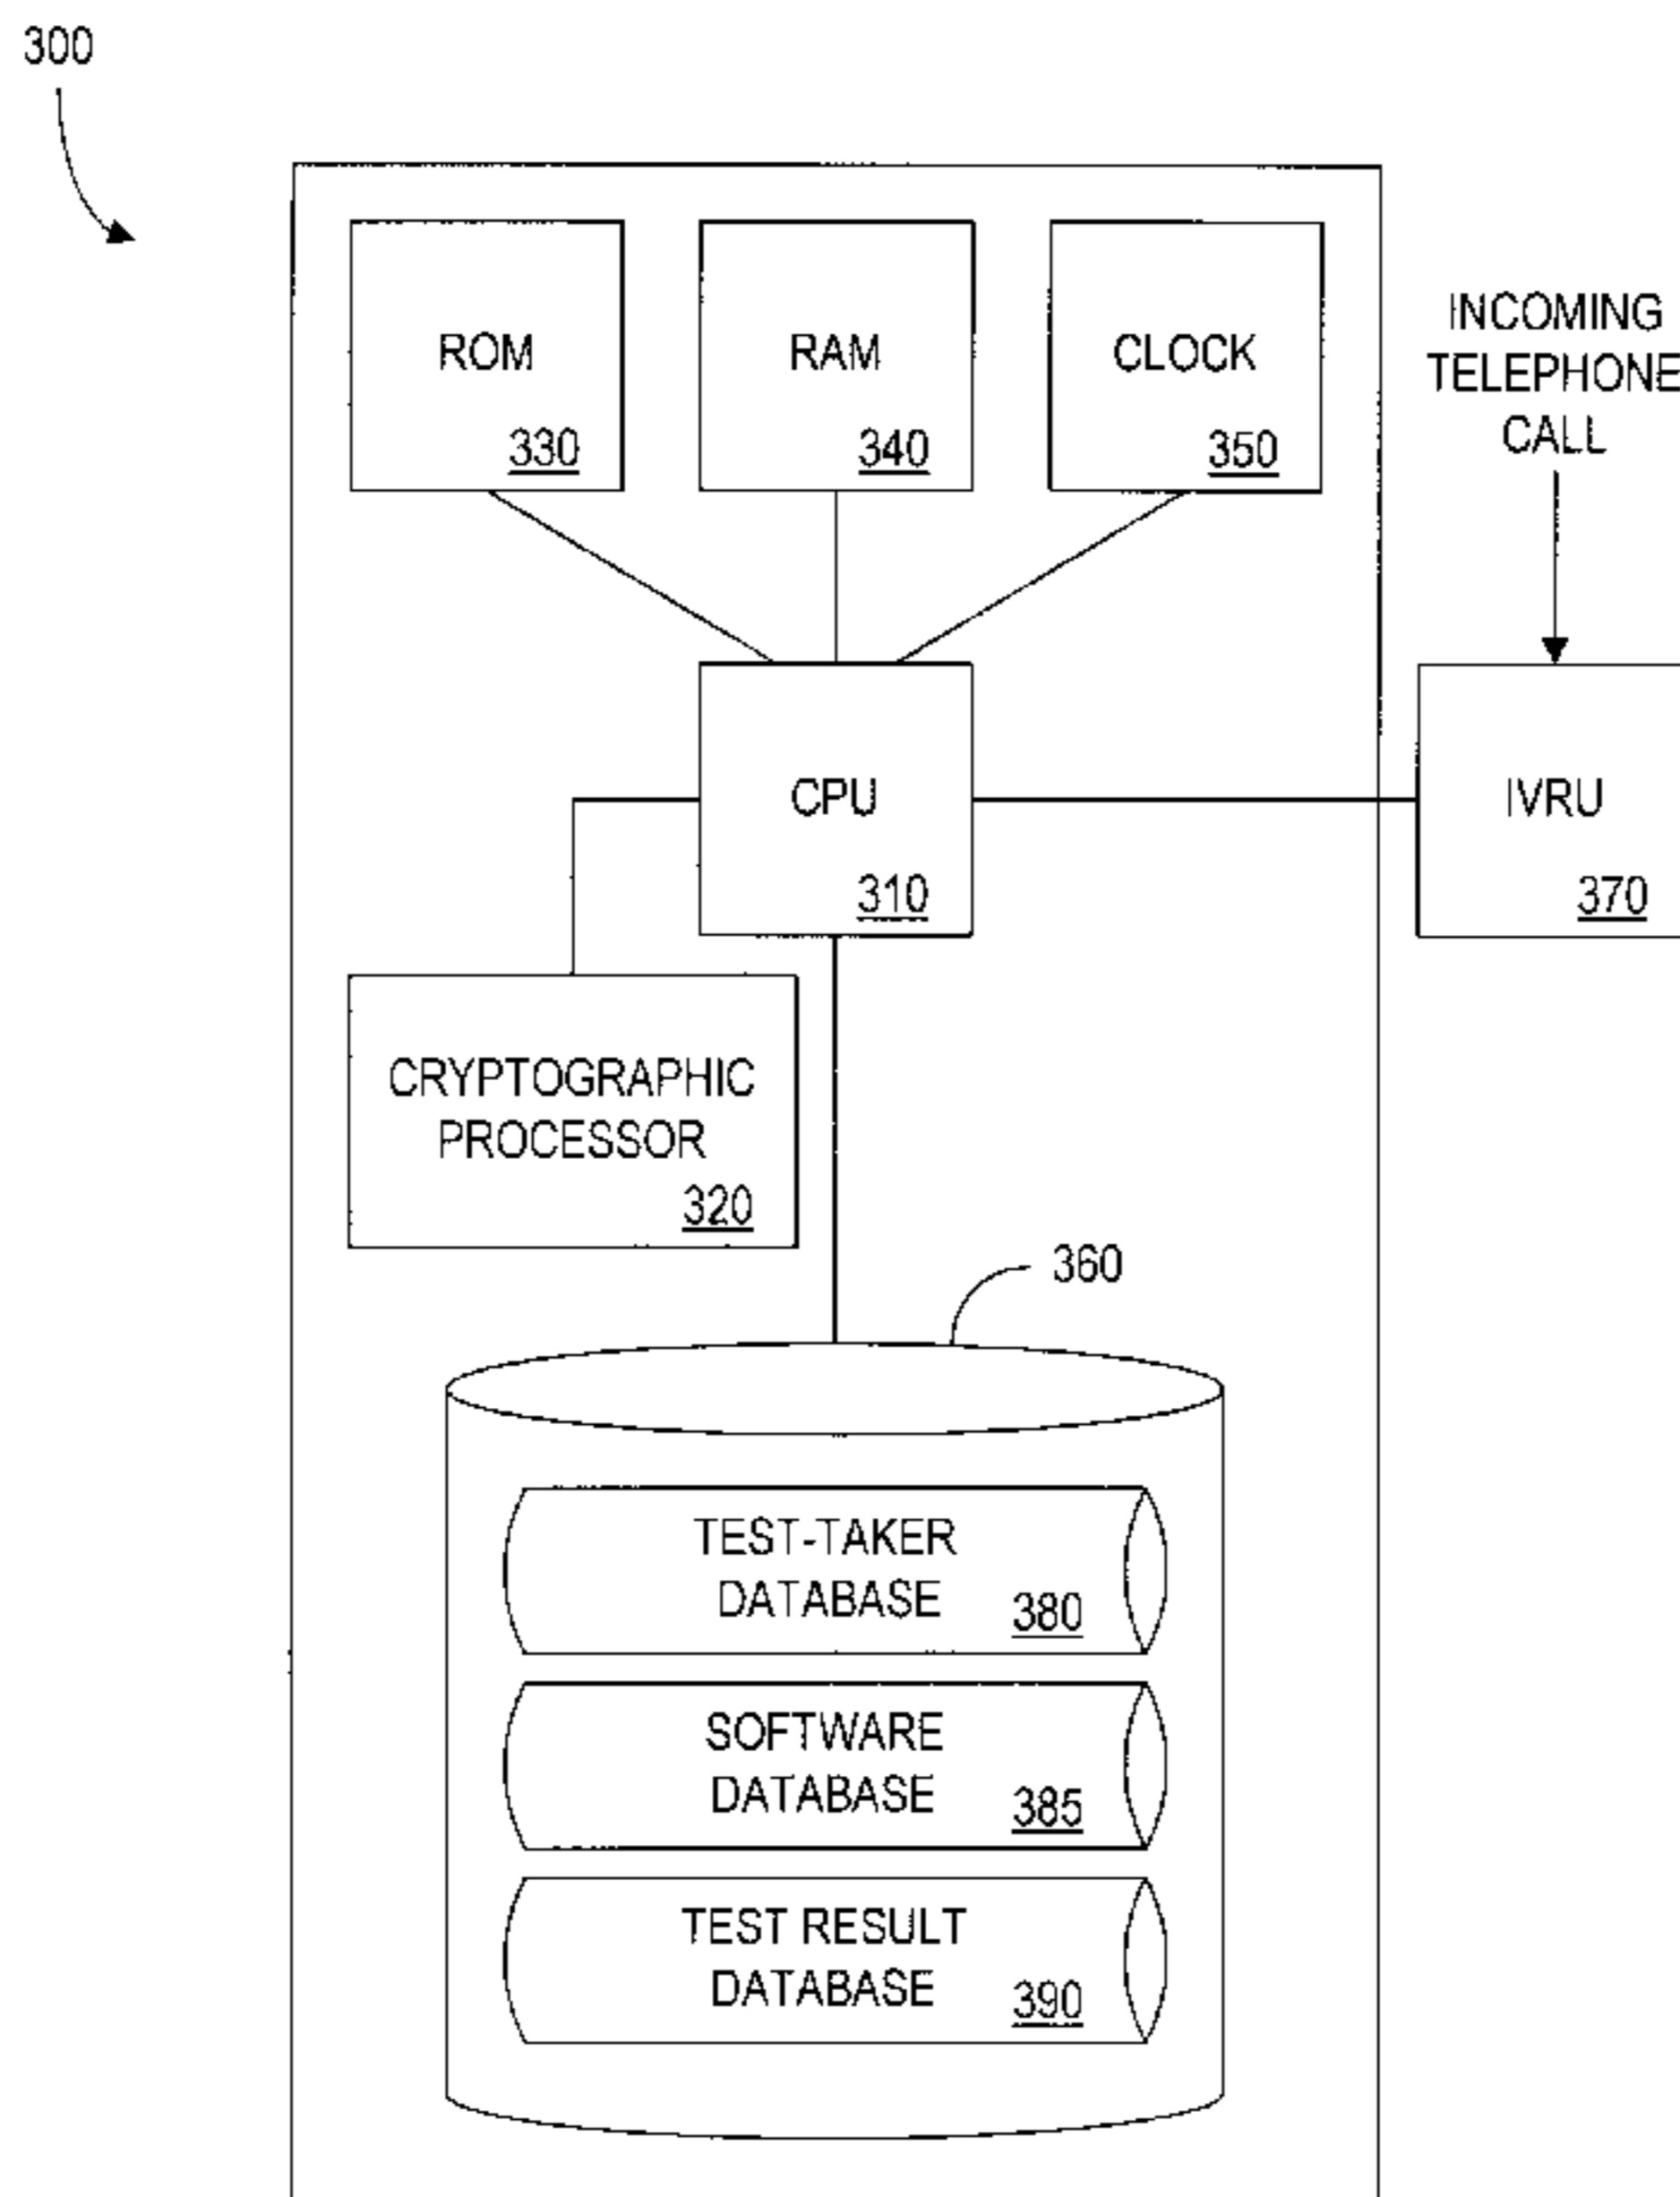 300
ROM
330
RAM
340
CLOCK
350
INCOMING
TELEPHONE
CALL
CPU
310
IVRU
370
CRYPTOGRAPHIC
PROCESSOR
320
360
TEST-TAKER
DATABASE
380
SOFTWARE
DATABASE
385
TEST RESULT
DATABASE
390